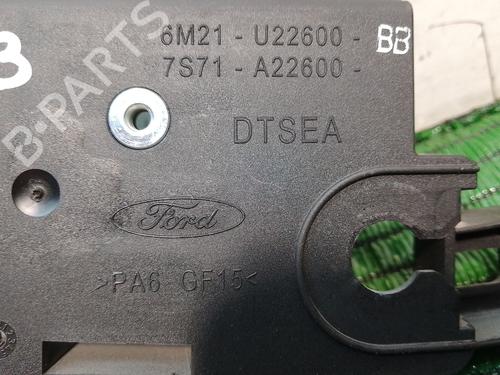 6M21 - U22600 - BB
7S71 - A22600 -
3
DTSEA
Ford
>PA6 GF15<
B-PARTS